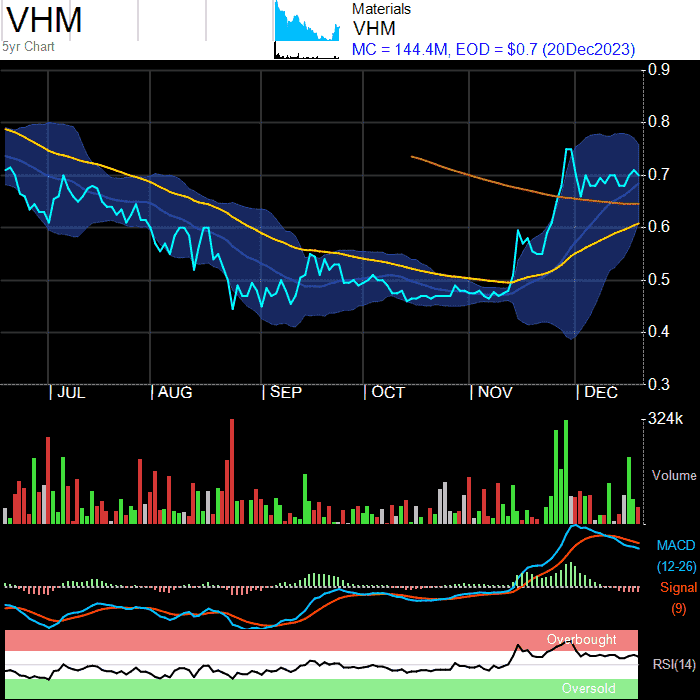 VHM
5yr Chart
Materials
VHM
MC = 144.4M, EOD = $0.7 (20Dec2023)
0.9
0.8
0.7
0.6
0.5
0.4
0.3
| JUL | AUG | SEP | OCT | NOV | DEC
324k
Volume
MACD
(12-26)
Signal
(9)
Overbought
RSI(14)
Oversold